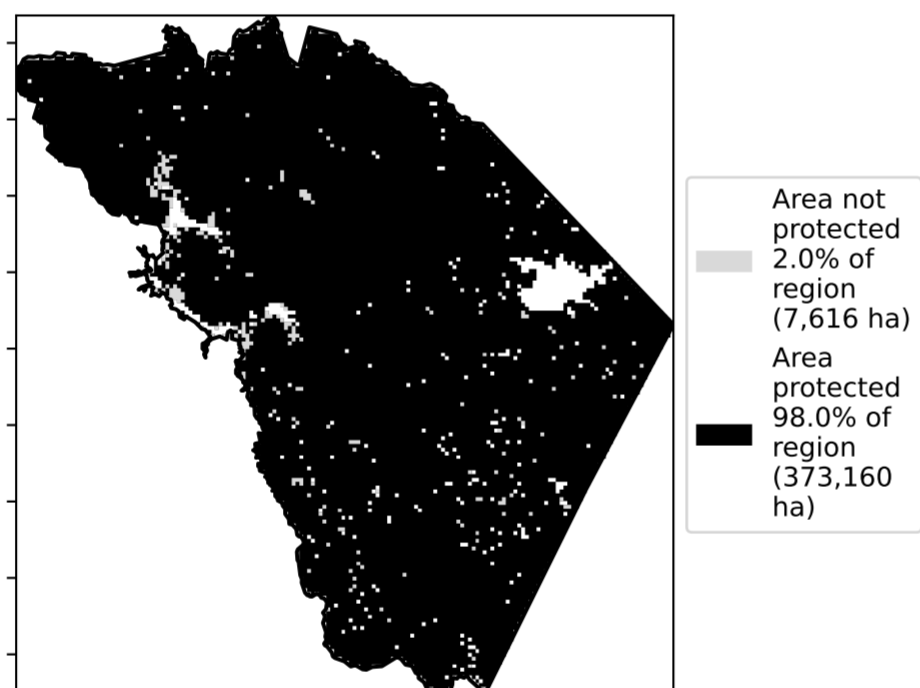 Area not
protected
2.0% of
region
(7,616 ha)
Area
protected
98.0% of
region
(373,160
ha)